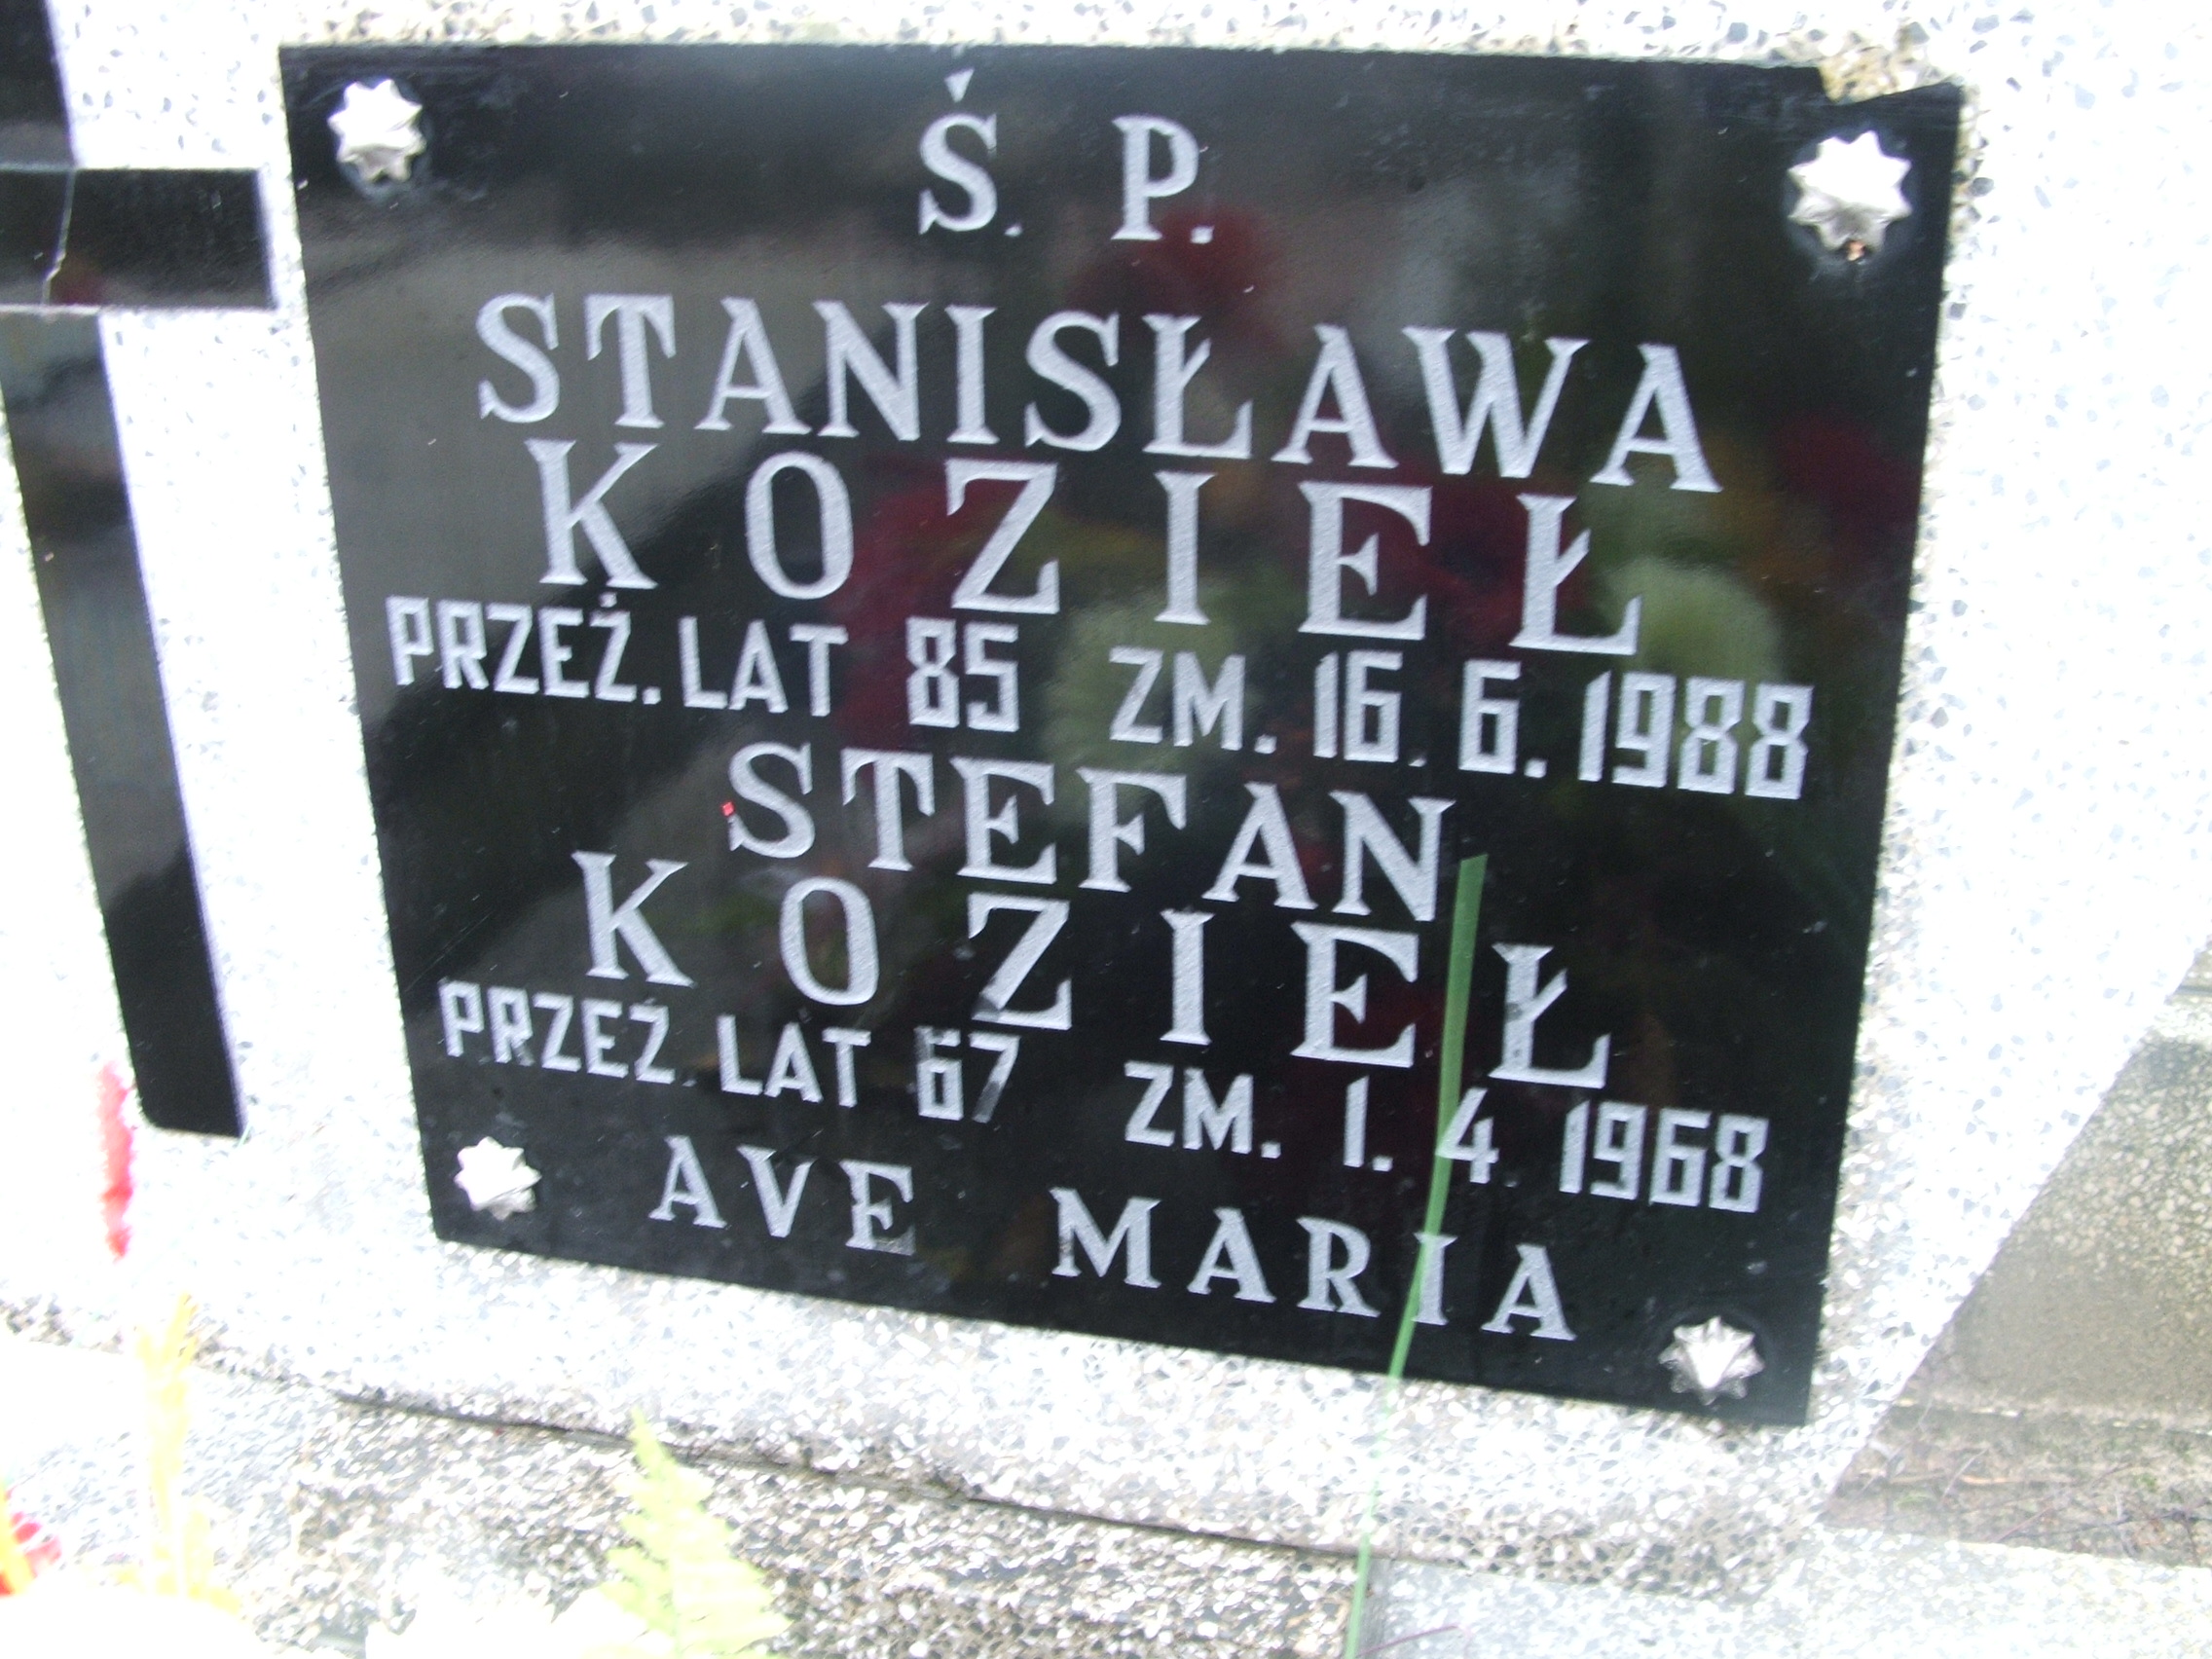 Ś. P.
STANISŁAWA
KOZIEŁ
PRZEŻ. LAT 85 ZM. 16. 6. 1988
STEFAN
KOZIEŁ
PRZEŻ. LAT 67 ZM. 1. 4. 1968
AVE MARIA